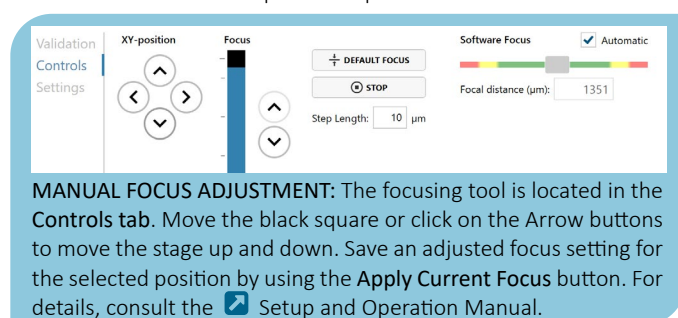 Validation
Controls
Settings
XY-position
Focus
DEFAULT FOCUS
STOP
Step Length: 10 µm
Software Focus
Automatic
Focal distance (µm): 1351
MANUAL FOCUS ADJUSTMENT: The focusing tool is located in the
Controls tab. Move the black square or click on the Arrow buttons
to move the stage up and down. Save an adjusted focus setting for
the selected position by using the Apply Current Focus button. For
details, consult the Setup and Operation Manual.